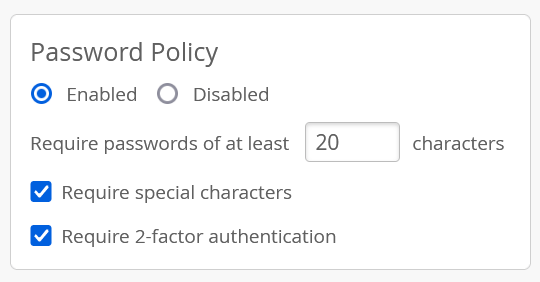 Password Policy
Enabled Disabled
Require passwords of at least 20 characters
Require special characters
Require 2-factor authentication